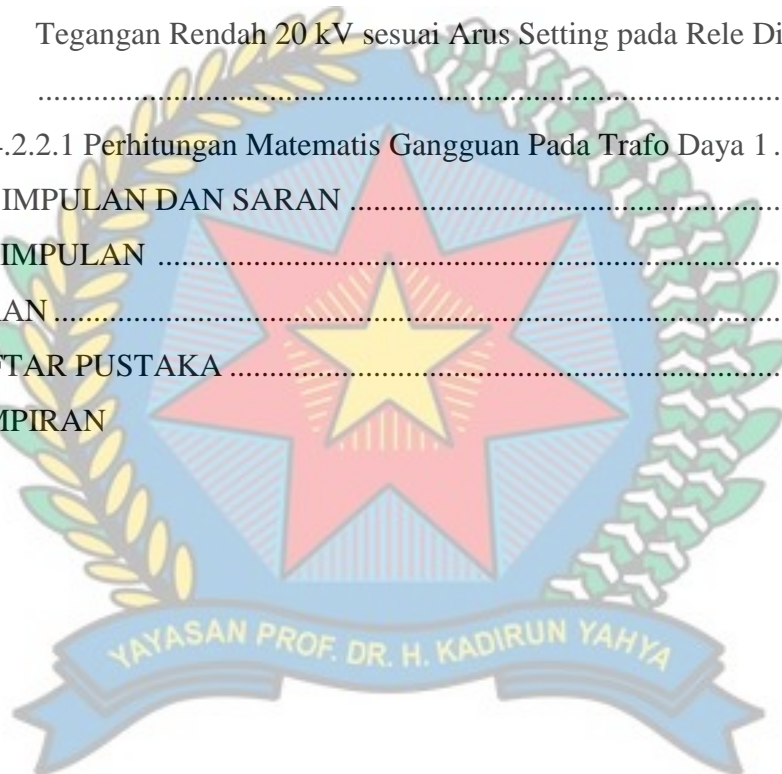 Tegangan Rendah 20 kV sesuai Arus Setting pada Rele Di
........................................................................................................
.2.2.1 Perhitungan Matematis Gangguan Pada Trafo Daya 1 .
IMPULAN DAN SARAN ......................................................
IMPULAN ..............................................................................
RAN ...........................................................................................
TAR PUSTAKA .....................................................................
MPIRAN
YAYASAN PROF. DR. H. KADIRUN YAHYA